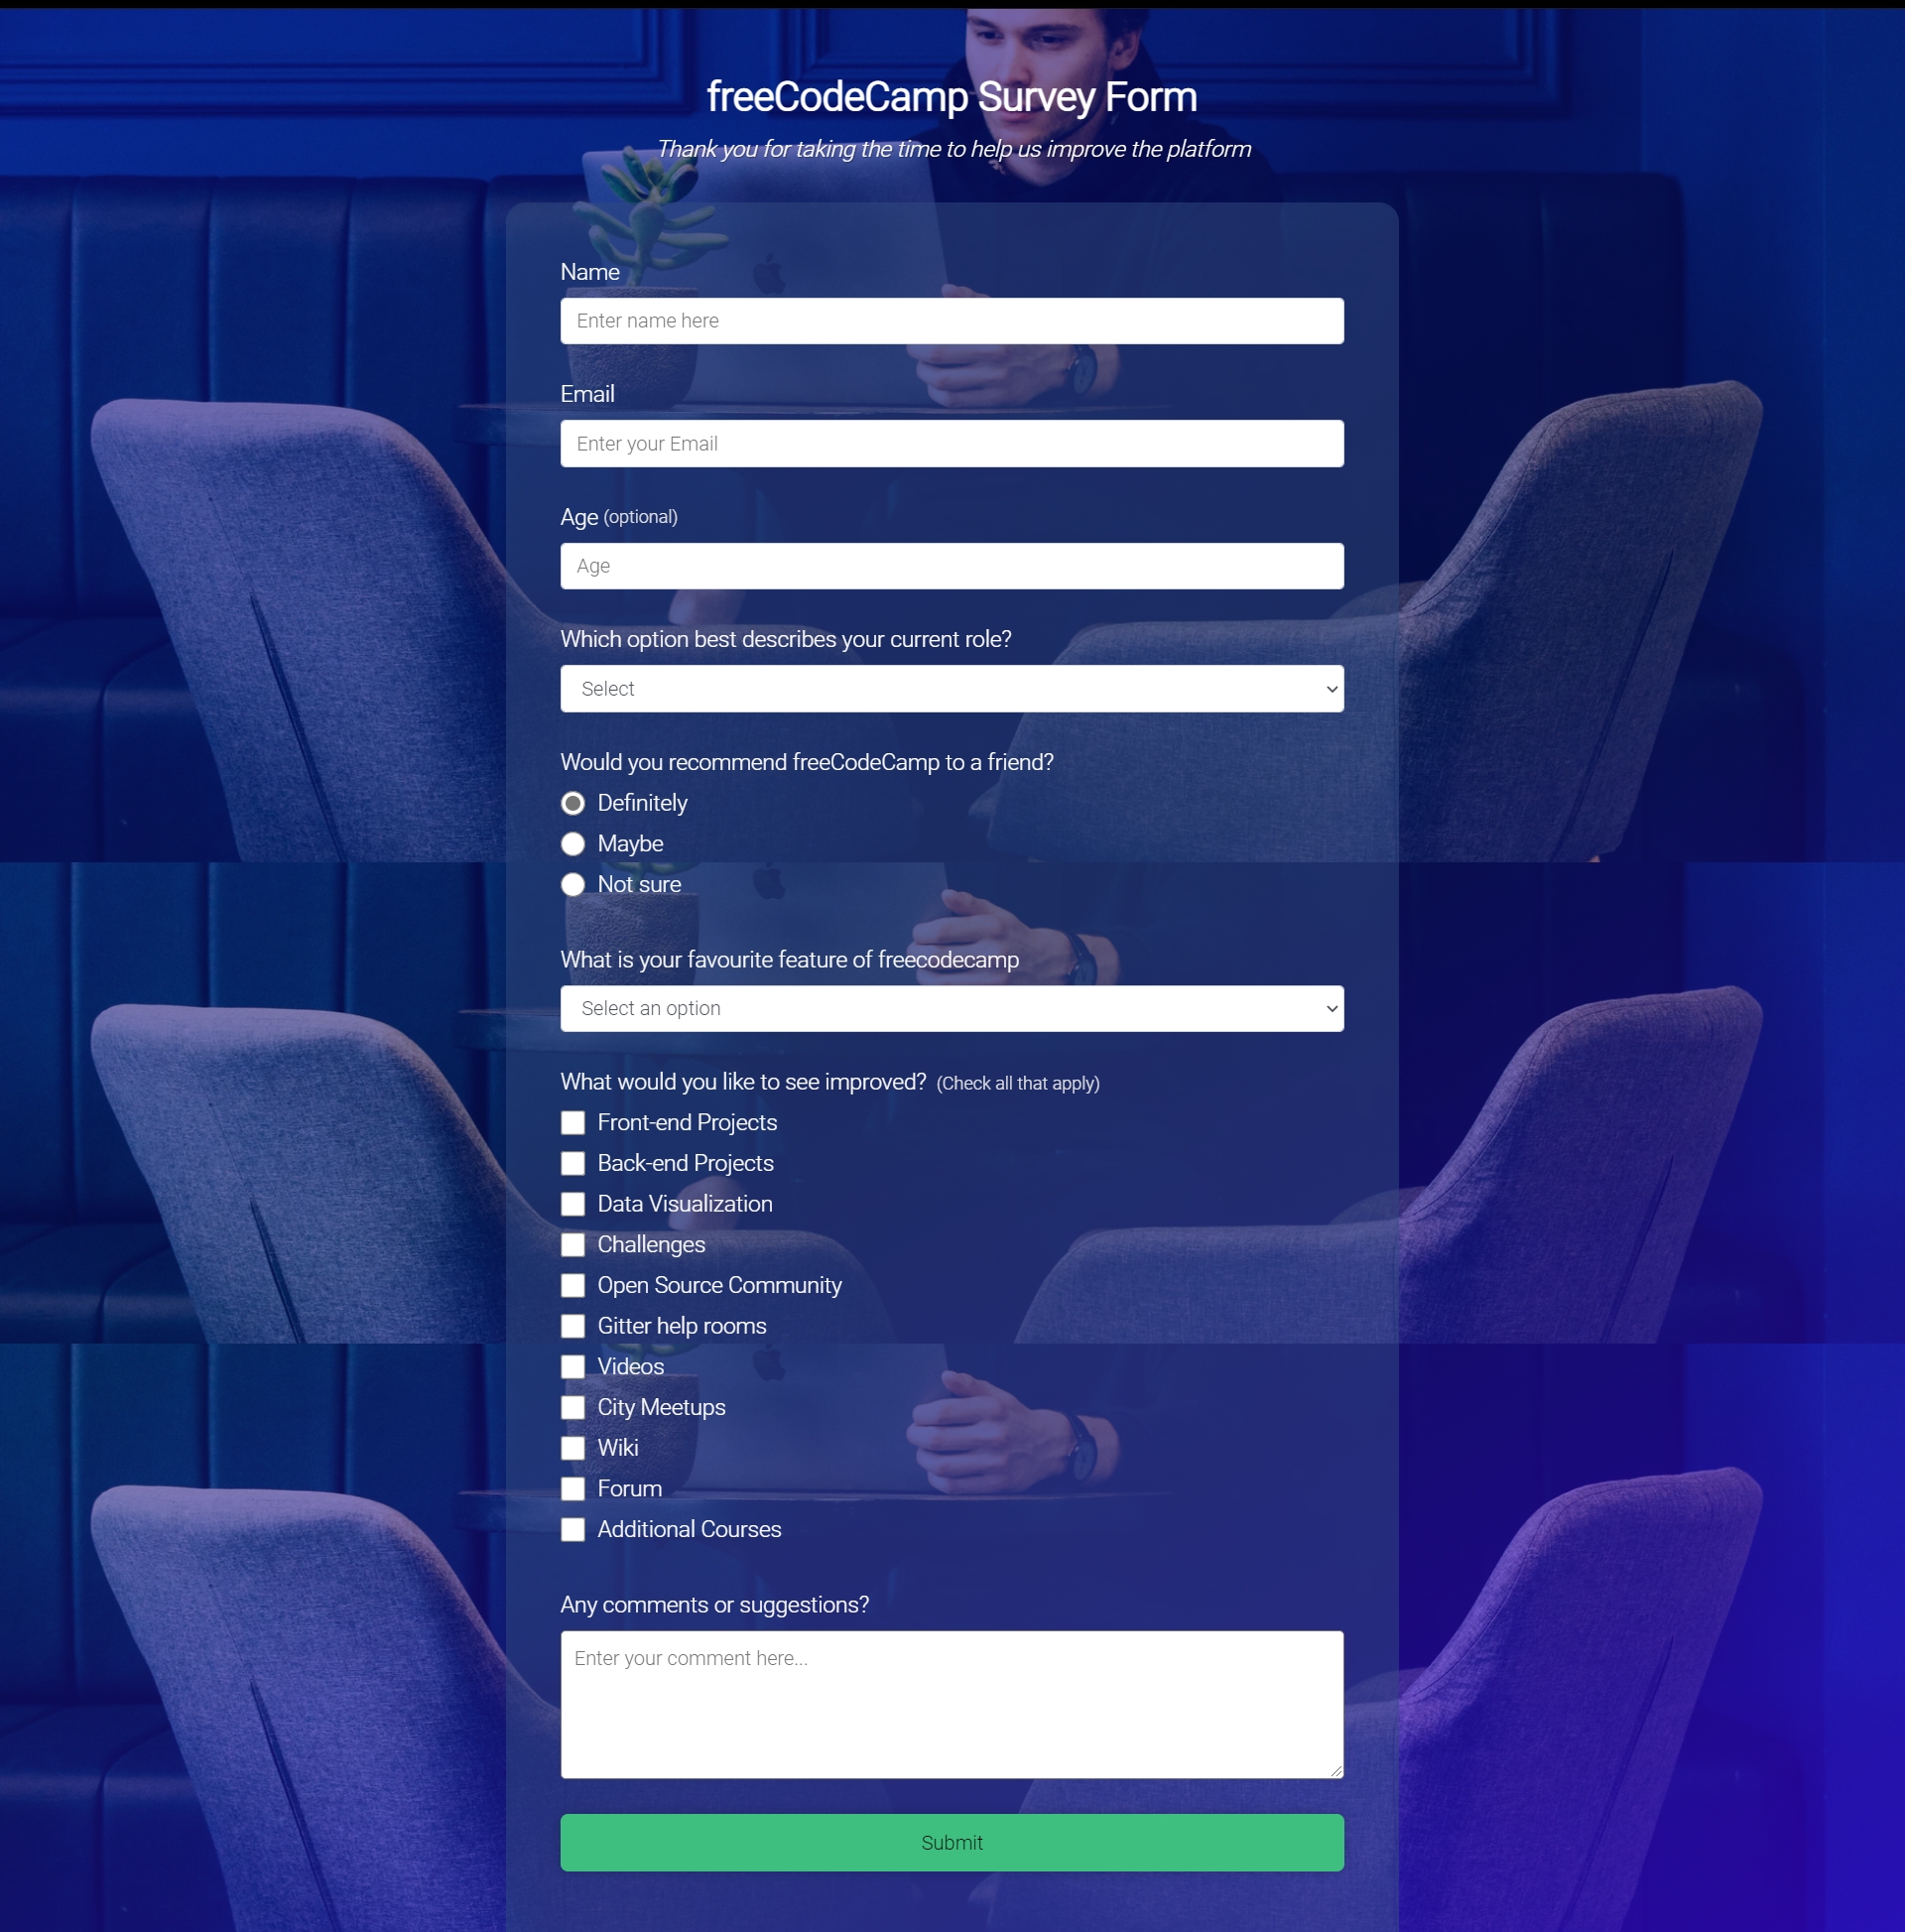 freeCodeCamp Survey Form
Thank you for taking the time to help us improve the platform
Name
Enter name here
Email
Enter your Email
Age (optional)
Age
Which option best describes your current role?
Select
Would you recommend freeCodeCamp to a friend?
Definitely
Maybe
Not sure
What is your favourite feature of freecodecamp
Select an option
What would you like to see improved? (Check all that apply)
Front-end Projects
Back-end Projects
Data Visualization
Challenges
Open Source Community
Gitter help rooms
Videos
City Meetups
Wiki
Forum
Additional Courses
Any comments or suggestions?
Enter your comment here...
Submit